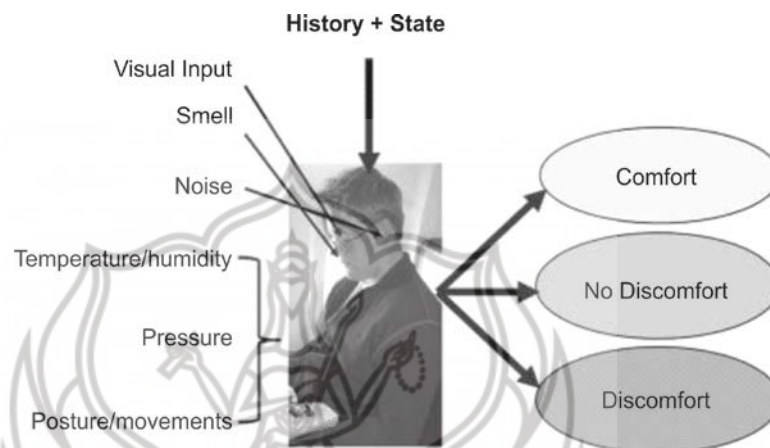 History + State
Visual Input
Smell
Noise
Temperature/humidity
Pressure
Posture/movements
Comfort
No Discomfort
Discomfort